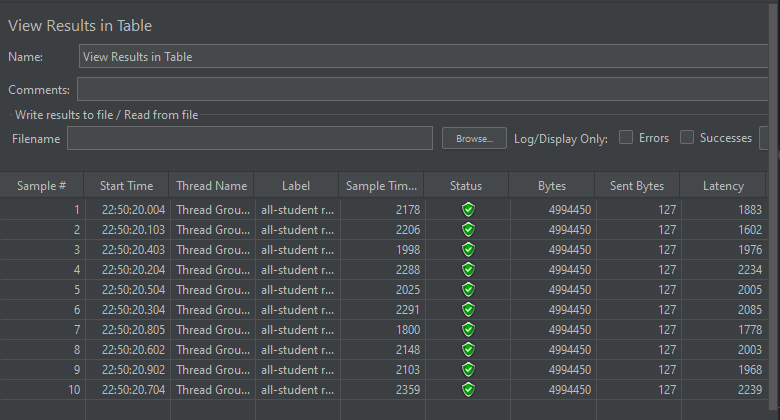 View Results in Table
Name: View Results in Table
Comments:
Write results to file / Read from file
Filename Browse... Log/Display Only: Errors Successes
Sample # Start Time Thread Name Label Sample Tim... Status Bytes Sent Bytes Latency
1 22:50:20.004 Thread Grou... all-student r... 2178 4994450 127 1883
2 22:50:20.103 Thread Grou... all-student r... 2206 4994450 127 1602
3 22:50:20.403 Thread Grou... all-student r... 1998 4994450 127 1976
4 22:50:20.204 Thread Grou... all-student r... 2288 4994450 127 2234
5 22:50:20.504 Thread Grou... all-student r... 2025 4994450 127 2005
6 22:50:20.304 Thread Grou... all-student r... 2291 4994450 127 2085
7 22:50:20.805 Thread Grou... all-student r... 1800 4994450 127 1778
8 22:50:20.602 Thread Grou... all-student r... 2148 4994450 127 2003
9 22:50:20.902 Thread Grou... all-student r... 2103 4994450 127 1968
10 22:50:20.704 Thread Grou... all-student r... 2359 4994450 127 2239